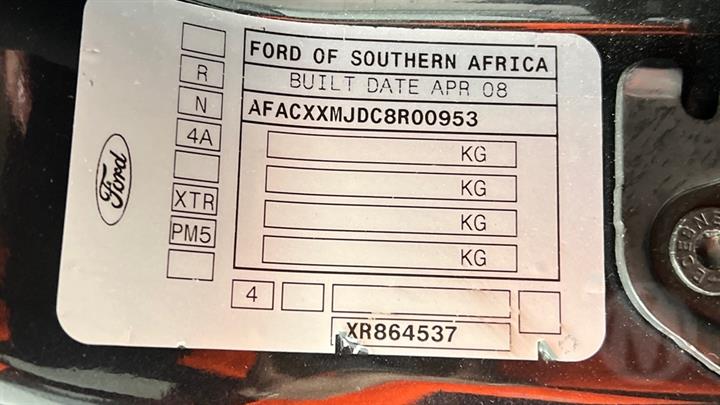 FORD OF SOUTHERN AFRICA
BUILT DATE APR 08
AFACXXMJDC8R00953
KG
KG
KG
KG
R
N
4A
XTR
PM5
Ford
4
XR864537